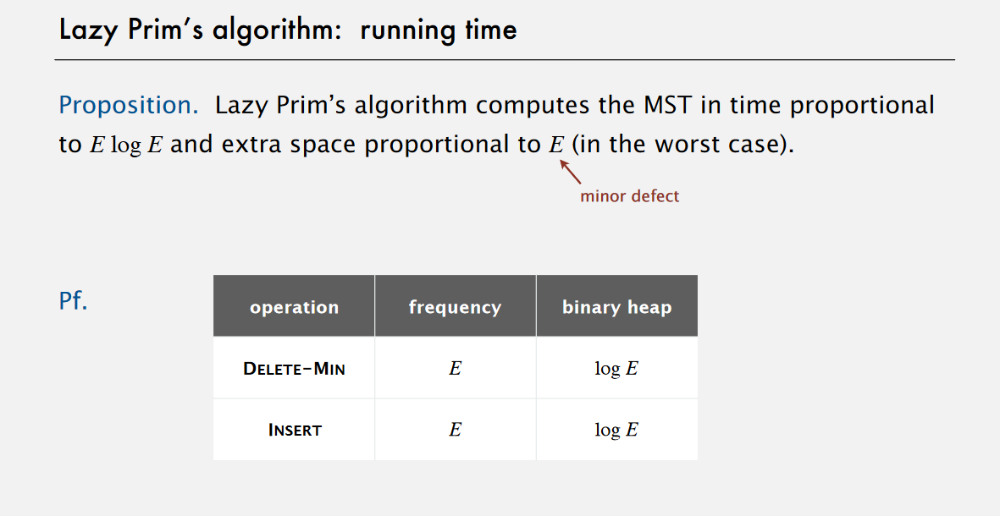 Lazy Prim's algorithm: running time
Proposition. Lazy Prim's algorithm computes the MST in time proportional
to E log E and extra space proportional to E (in the worst case).
minor defect
Pf.
operation frequency binary heap
DELETE-MIN E log E
INSERT E log E